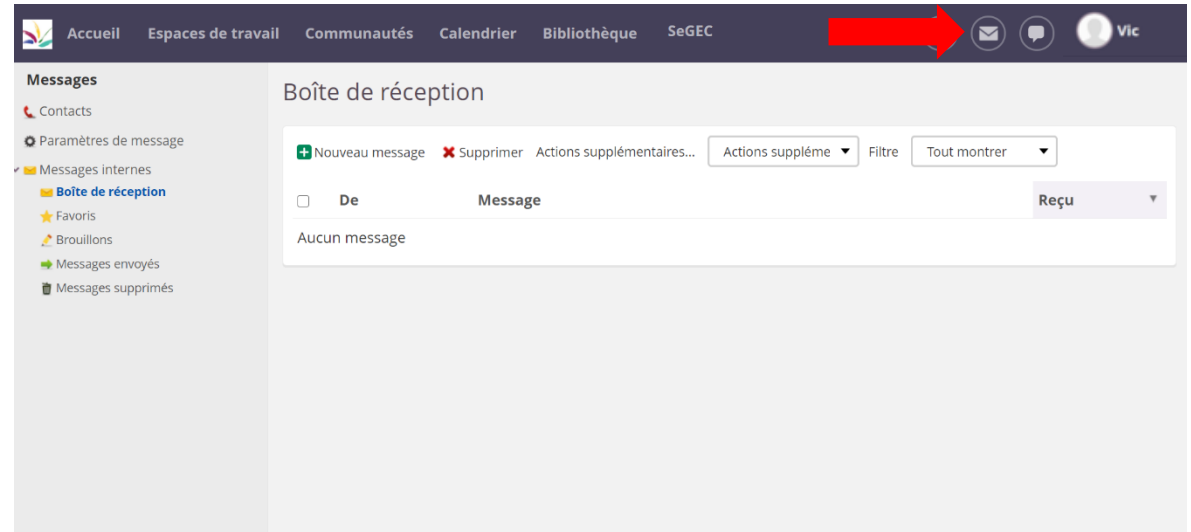 Accueil Espaces de travail Communautés Calendrier Bibliothèque SeGEC Vic
Messages
Contacts
Paramètres de message
Messages internes
Boîte de réception
Favoris
Brouillons
Messages envoyés
Messages supprimés
Boîte de réception
Nouveau message Supprimer Actions supplémentaires... Actions suppléme Filtre Tout montrer
De Message Reçu
Aucun message